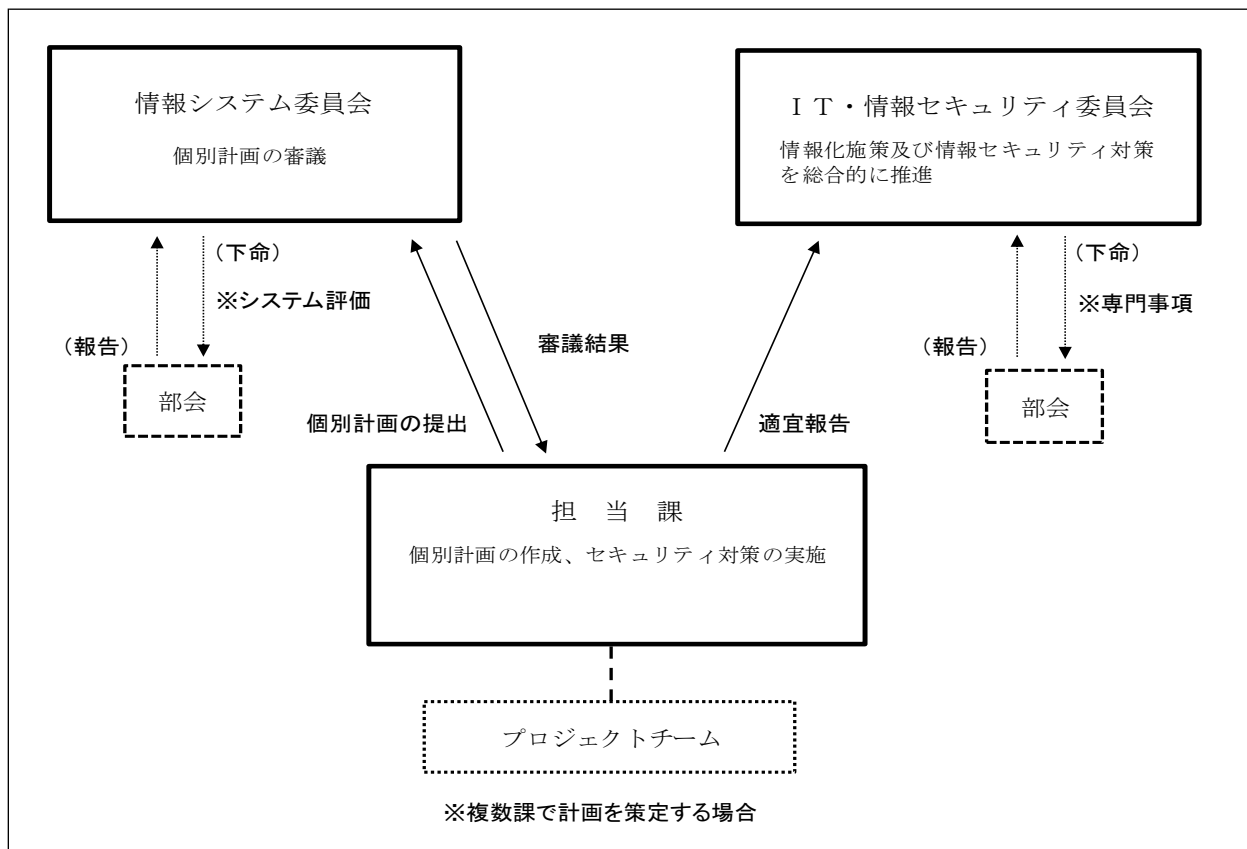 情報システム委員会
個別計画の審議
ＩＴ・情報セキュリティ委員会
情報化施策及び情報セキュリティ対策
を総合的に推進
（下命）
※システム評価
（報告）
部会
審議結果
個別計画の提出
適宜報告
（下命）
※専門事項
（報告）
部会
担　当　課
個別計画の作成、セキュリティ対策の実施
プロジェクトチーム
※複数課で計画を策定する場合